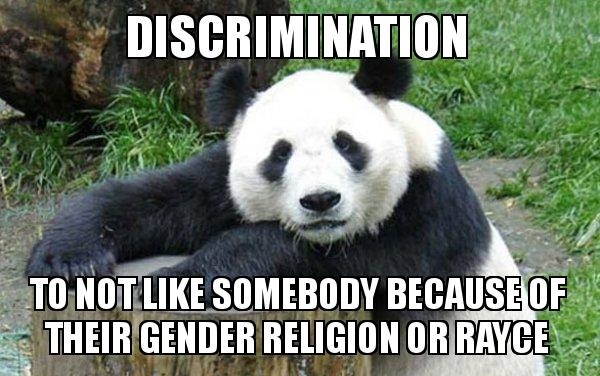 DISCRIMINATION
TO NOT LIKE SOMEBODY BECAUSE OF
THEIR GENDER RELIGION OR RAYCE